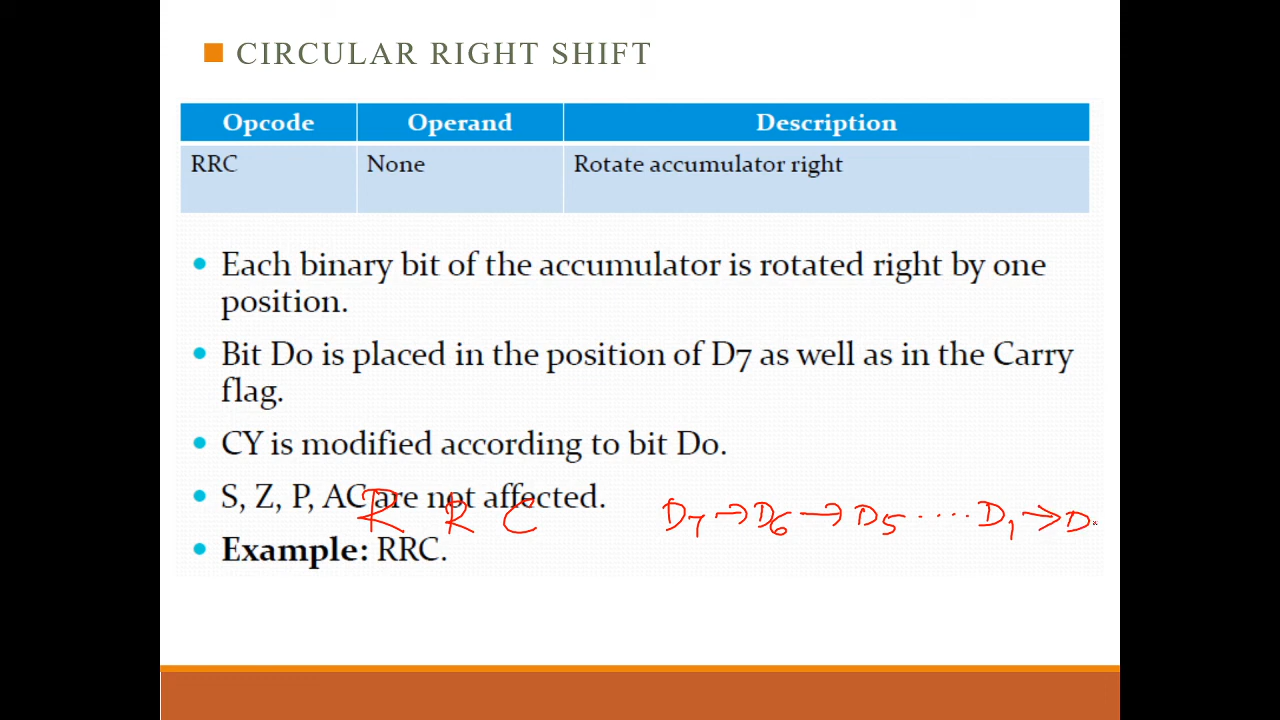 CIRCULAR RIGHT SHIFT
Opcode Operand Description
RRC None Rotate accumulator right
Each binary bit of the accumulator is rotated right by one
position.
Bit D0 is placed in the position of D7 as well as in the Carry
flag.
CY is modified according to bit D0.
S, Z, P, AC are not affected.
R R C D7 → D6 → D5 ····· D1 → D
Example: RRC.